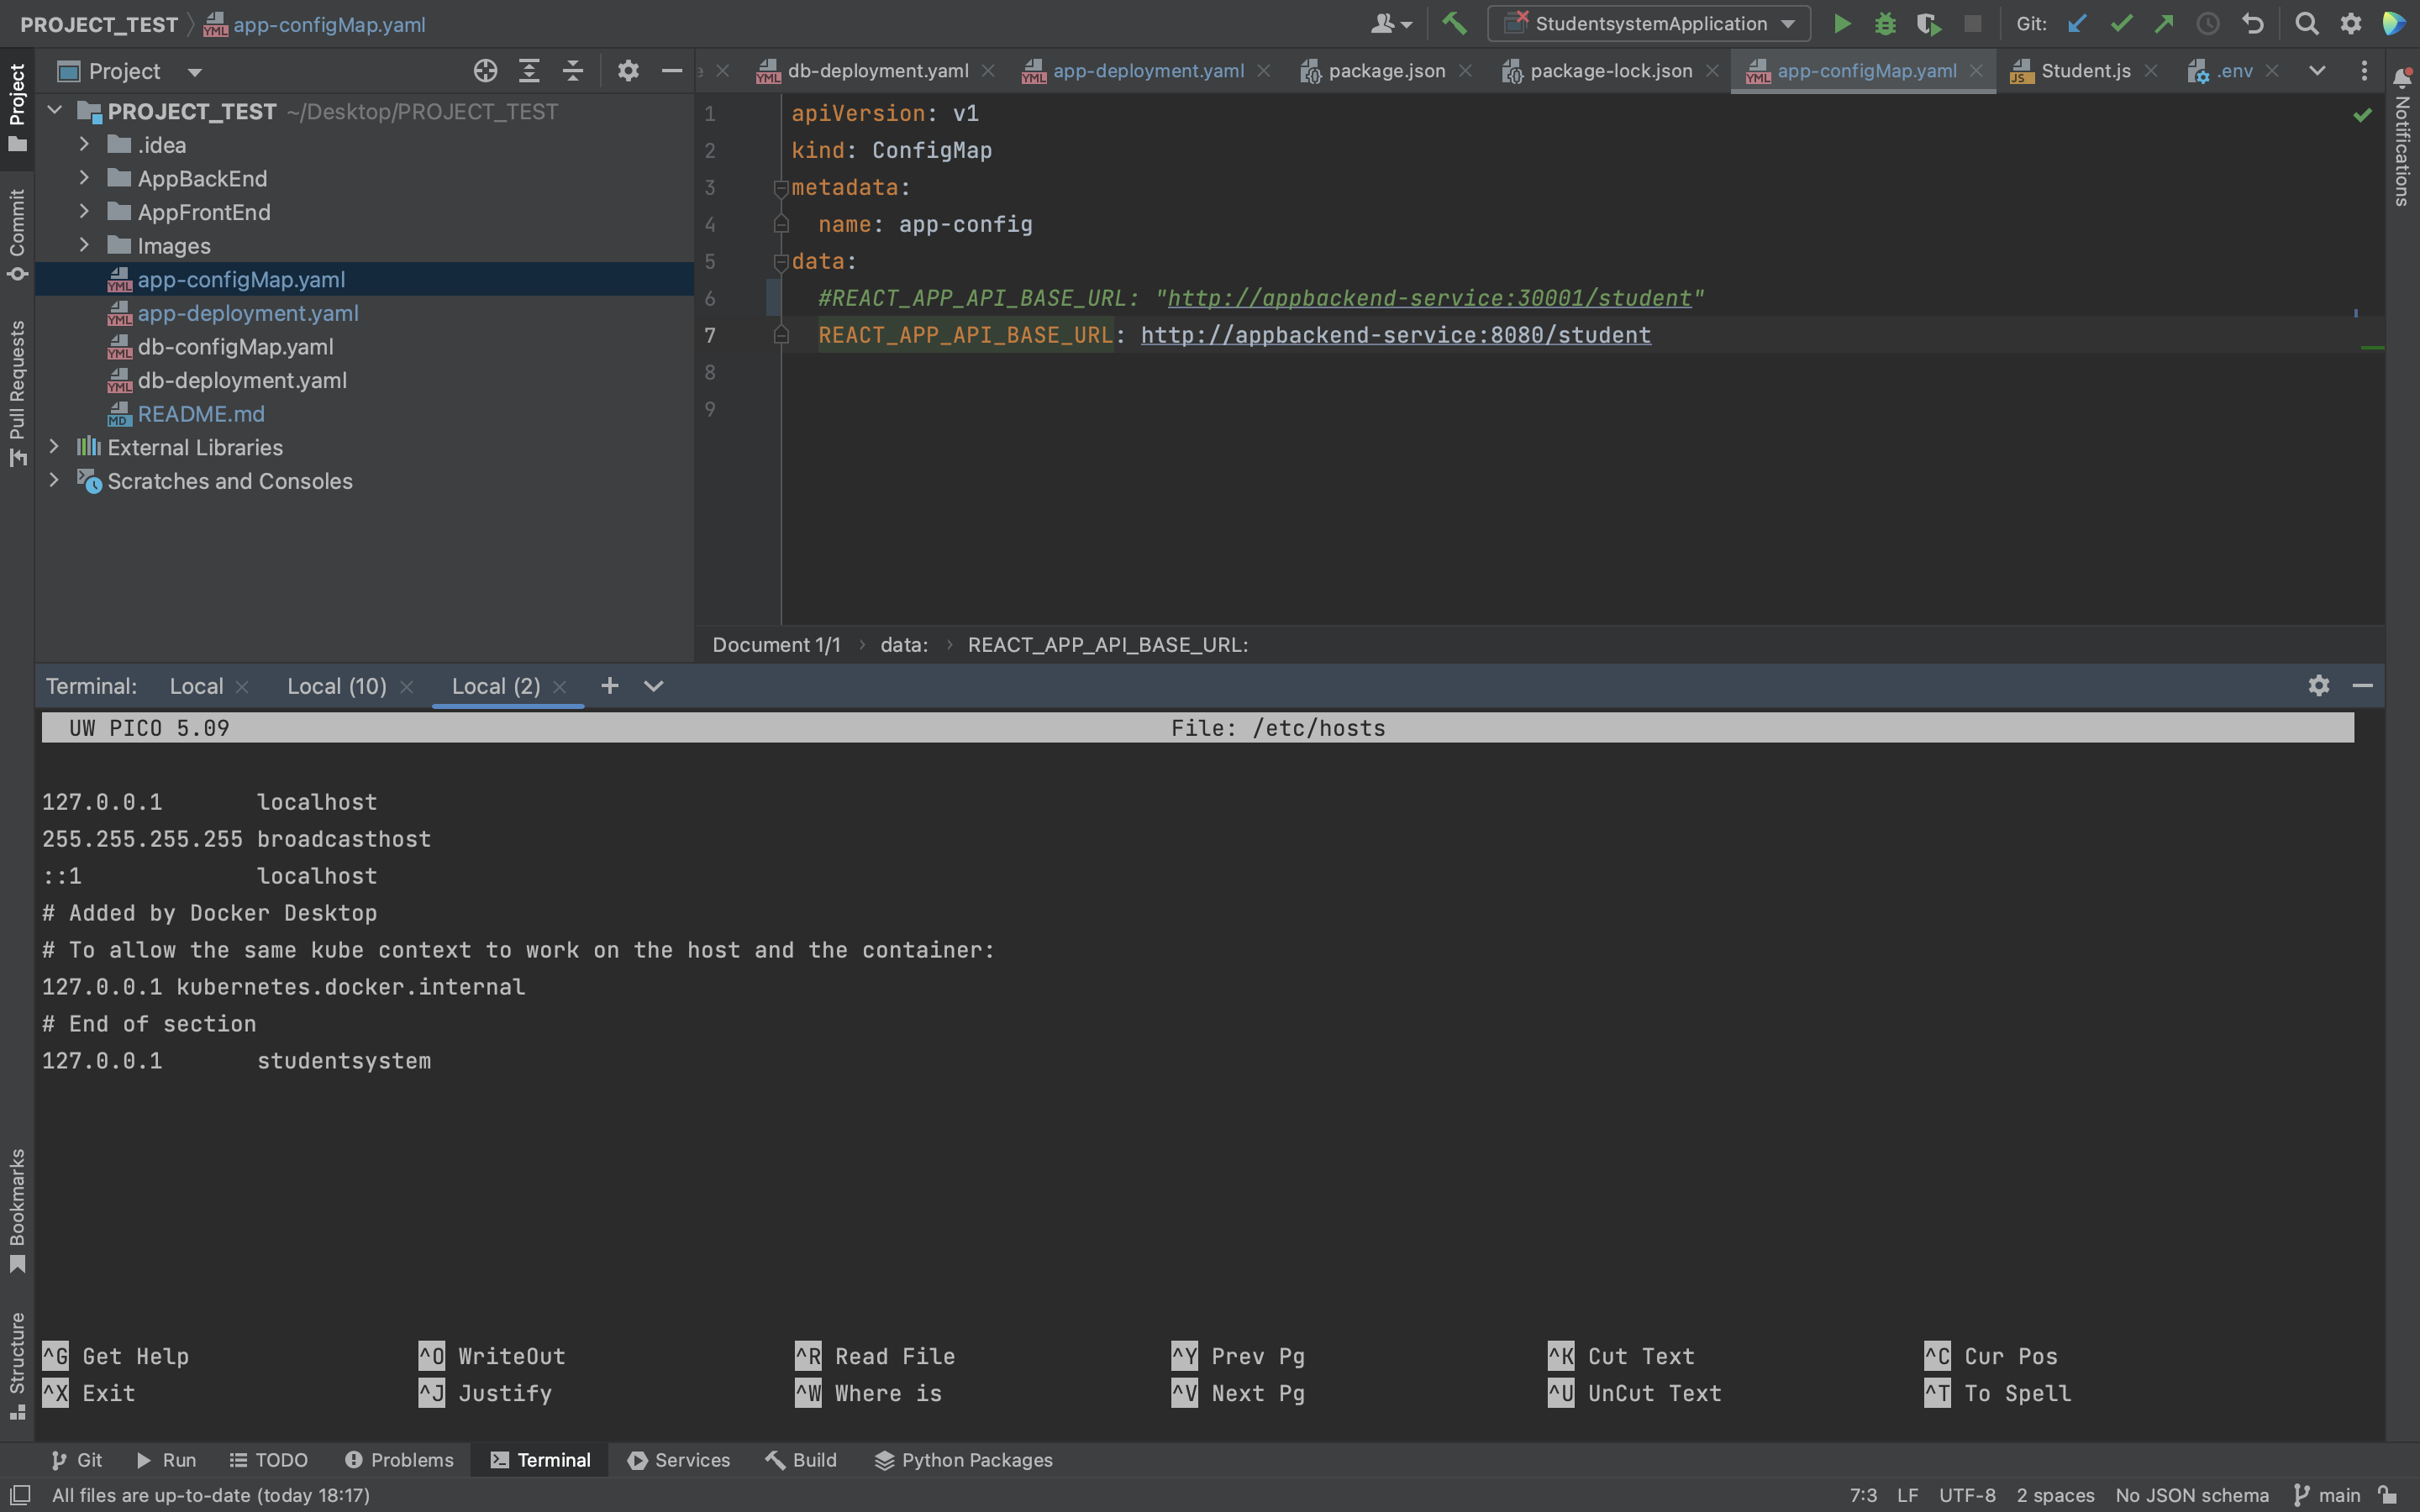 PROJECT_TEST app-configMap.yaml
StudentsystemApplication Git:
Project
db-deployment.yaml app-deployment.yaml package.json package-lock.json app-configMap.yaml Student.js .env
PROJECT_TEST ~/Desktop/PROJECT_TEST
.idea
AppBackEnd
AppFrontEnd
Images
app-configMap.yaml
app-deployment.yaml
db-configMap.yaml
db-deployment.yaml
README.md
External Libraries
Scratches and Consoles
1 apiVersion: v1
2 kind: ConfigMap
3 metadata:
4 name: app-config
5 data:
6 #REACT_APP_API_BASE_URL: "http://appbackend-service:30001/student"
7 REACT_APP_API_BASE_URL: http://appbackend-service:8080/student
8
9
Document 1/1 data: REACT_APP_API_BASE_URL:
Project
Commit
Pull Requests
Bookmarks
Structure
Notifications
Terminal: Local Local (10) Local (2)
UW PICO 5.09 File: /etc/hosts
127.0.0.1 localhost
255.255.255.255 broadcasthost
::1 localhost
# Added by Docker Desktop
# To allow the same kube context to work on the host and the container:
127.0.0.1 kubernetes.docker.internal
# End of section
127.0.0.1 studentsystem
^G Get Help ^O WriteOut ^R Read File ^Y Prev Pg ^K Cut Text ^C Cur Pos
^X Exit ^J Justify ^W Where is ^V Next Pg ^U UnCut Text ^T To Spell
Git Run TODO Problems Terminal Services Build Python Packages
All files are up-to-date (today 18:17) 7:3 LF UTF-8 2 spaces No JSON schema main